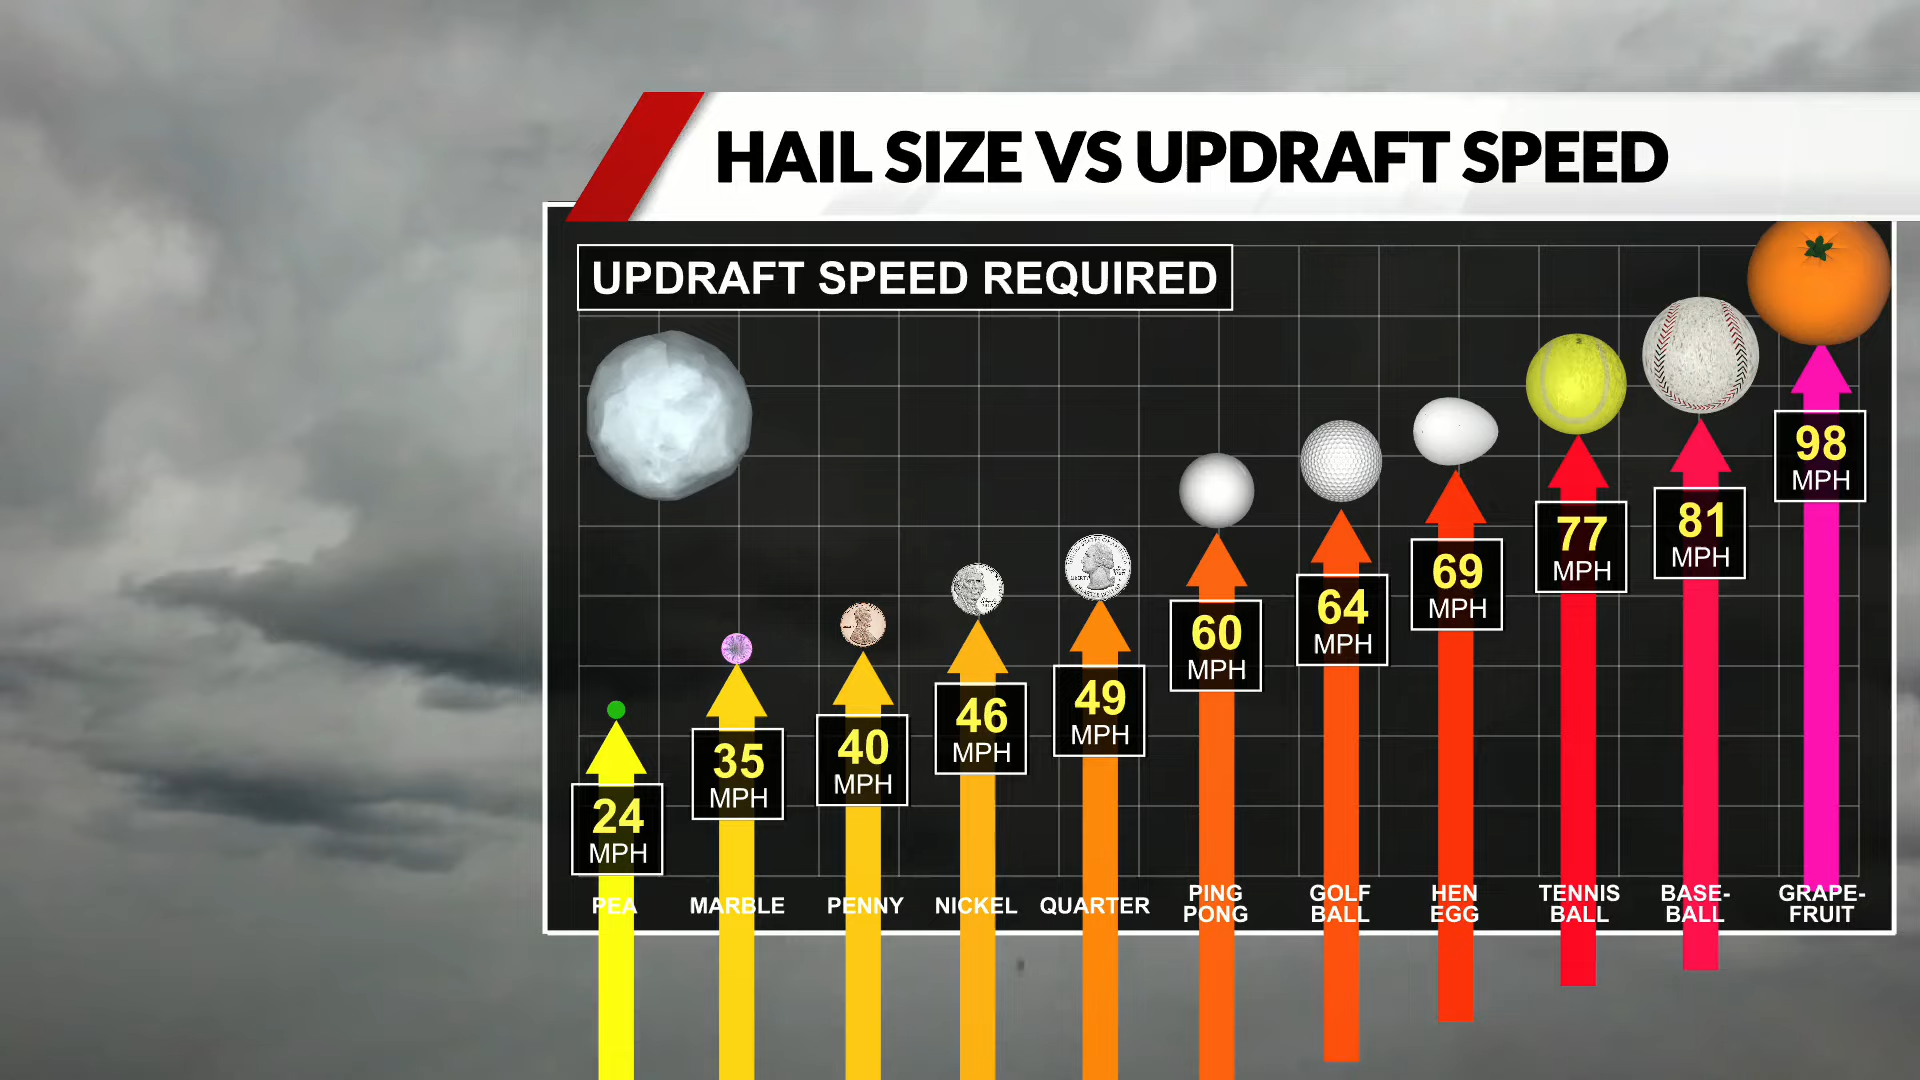 HAIL SIZE VS UPDRAFT SPEED
UPDRAFT SPEED REQUIRED
24
MPH
35
MPH
40
MPH
46
MPH
49
MPH
60
MPH
64
MPH
69
MPH
77
MPH
81
MPH
98
MPH
PEA
MARBLE
PENNY
NICKEL
QUARTER
PING
PONG
GOLF
BALL
HEN
EGG
TENNIS
BALL
BASE-
BALL
GRAPE-
FRUIT